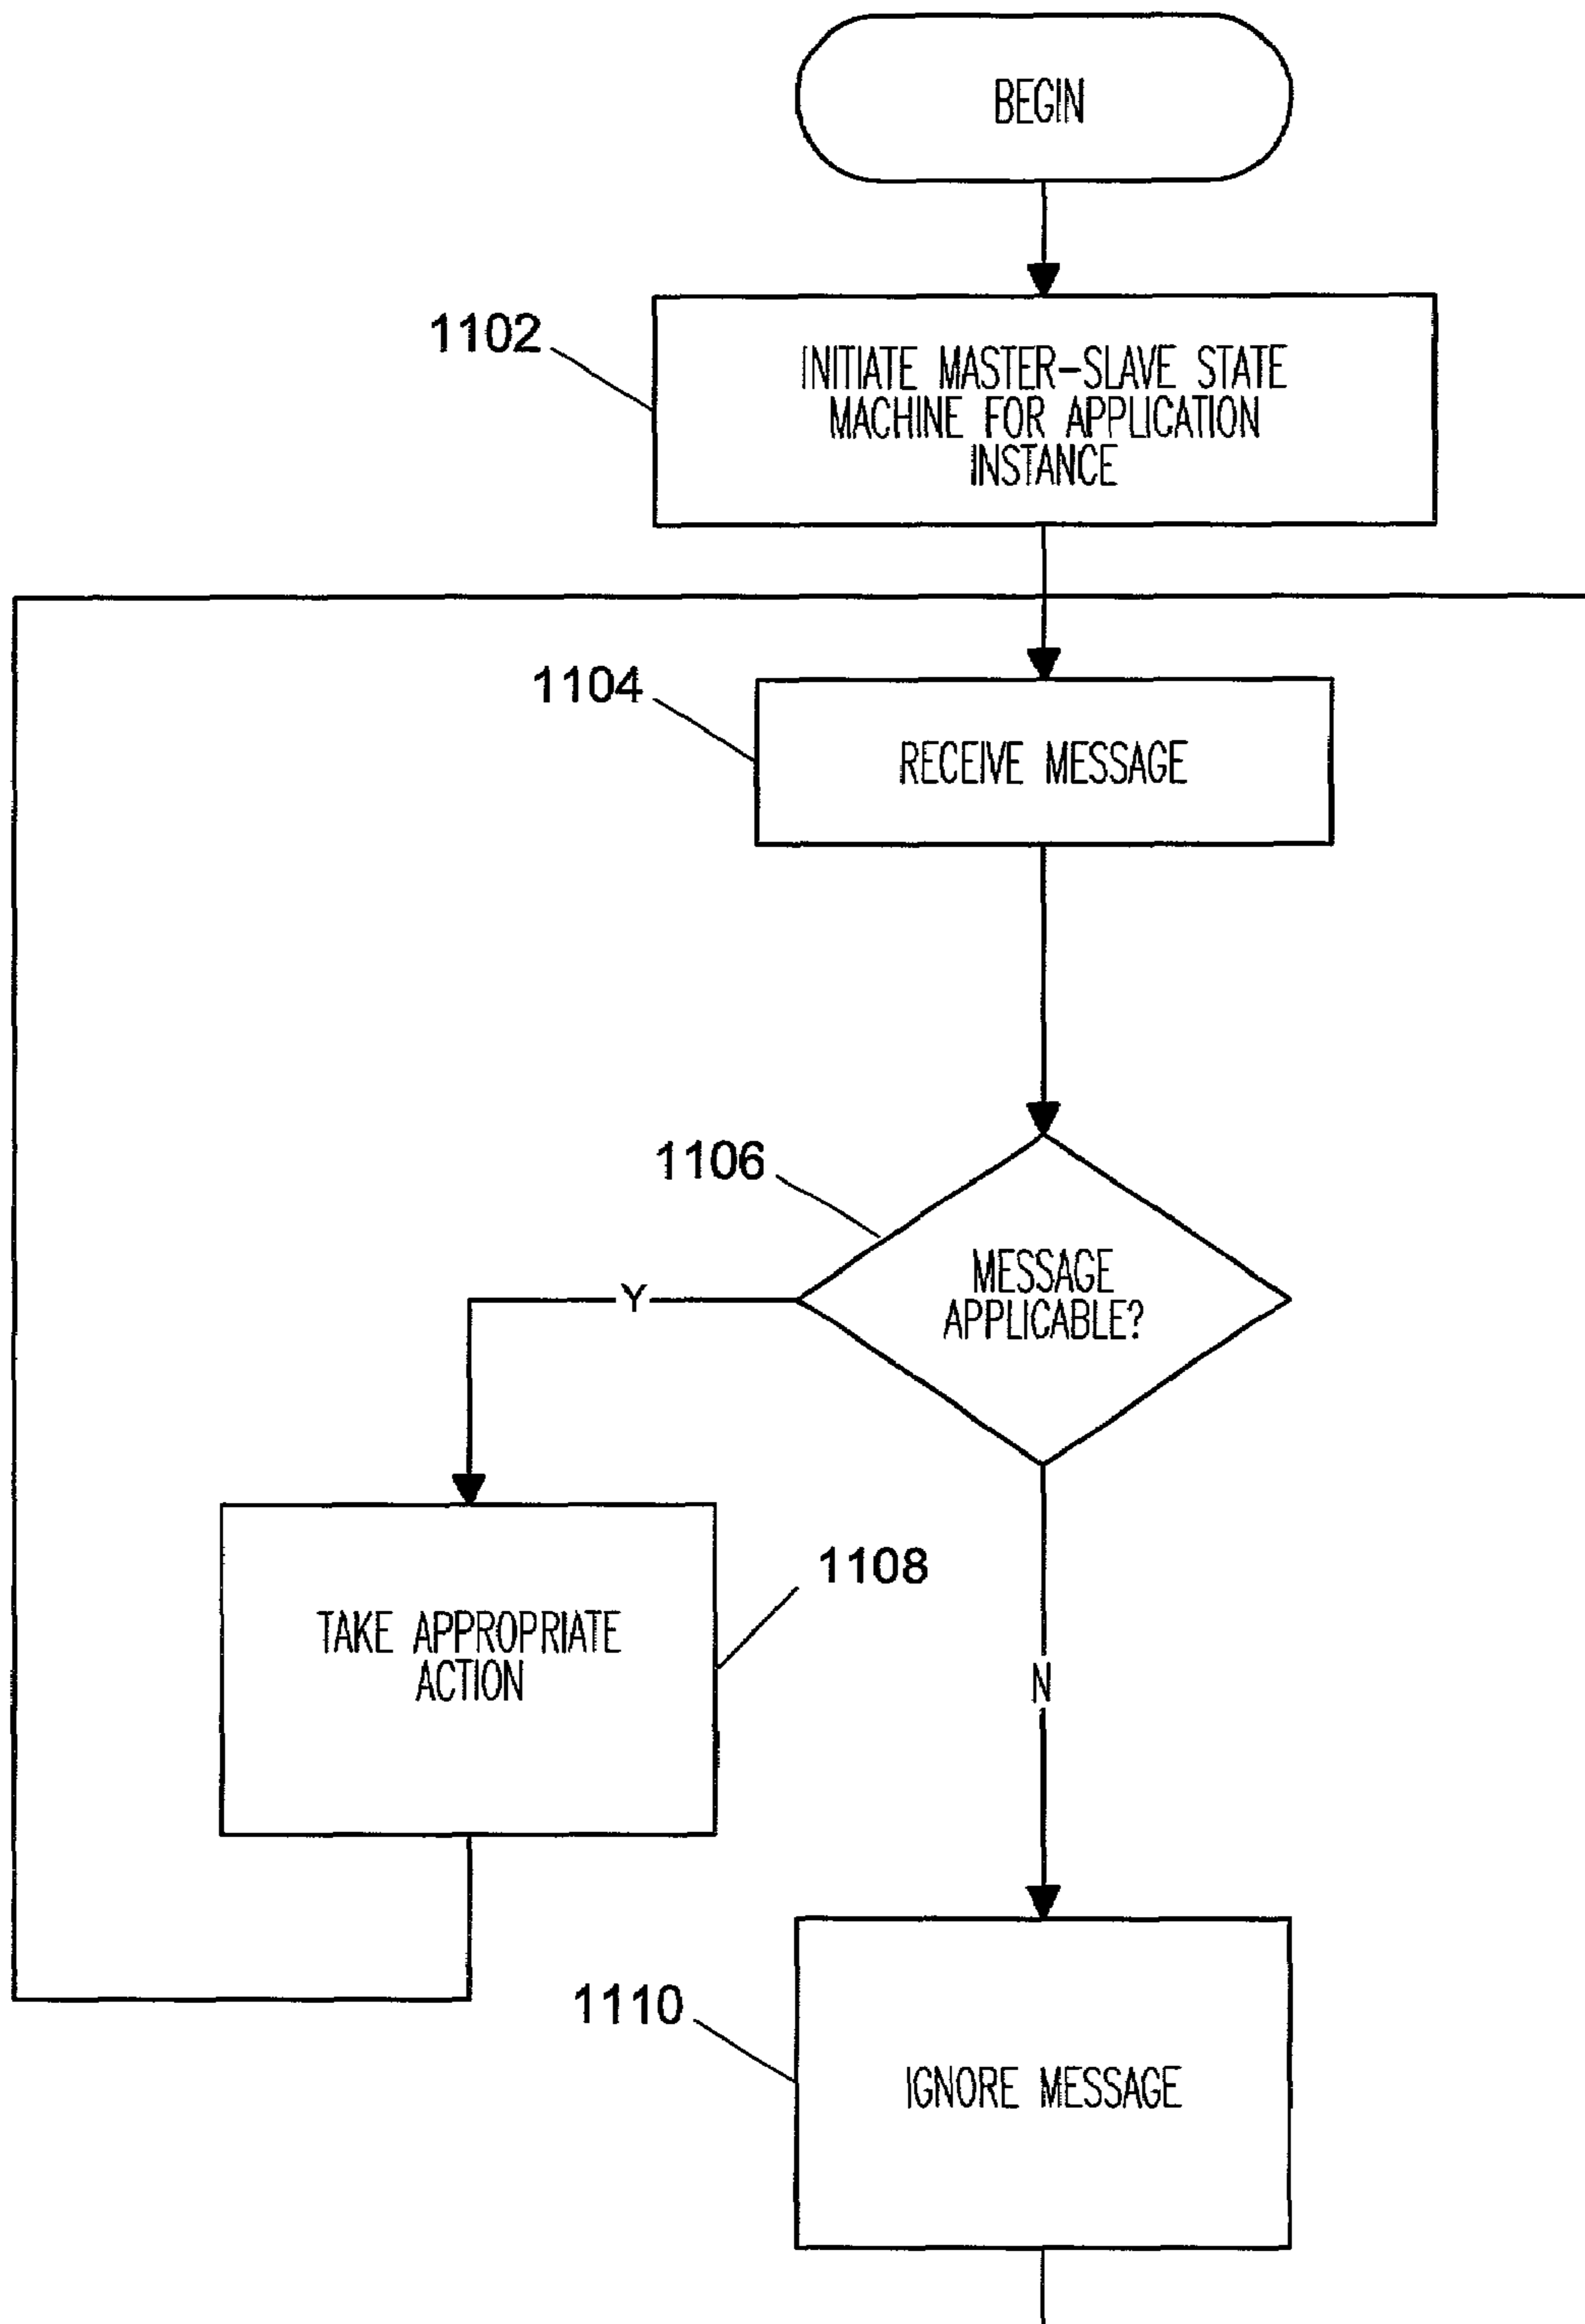 BEGIN
1102
INITIATE MASTER-SLAVE STATE
MACHINE FOR APPLICATION
INSTANCE
1104
RECEIVE MESSAGE
1106
MESSAGE
APPLICABLE?
Y
1108
TAKE APPROPRIATE
ACTION
N
1110
IGNORE MESSAGE